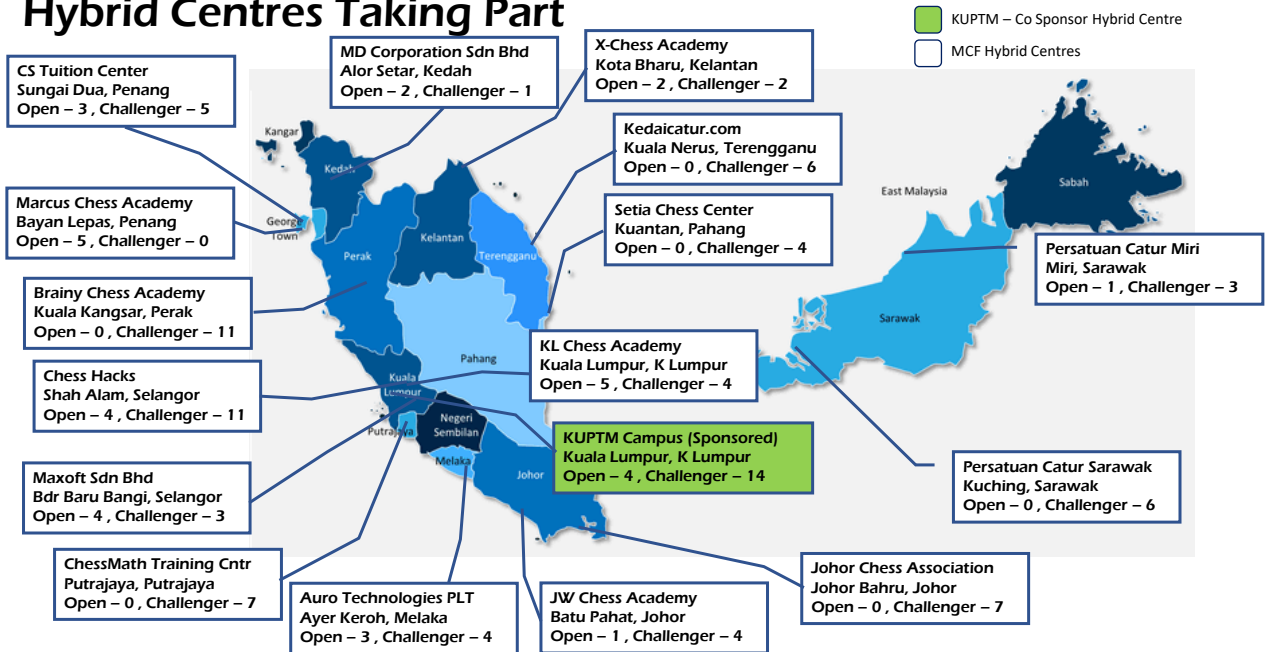 Hybrid Centres Taking Part
KUPTM – Co Sponsor Hybrid Centre
MCF Hybrid Centres
CS Tuition Center
Sungai Dua, Penang
Open – 3 , Challenger – 5
MD Corporation Sdn Bhd
Alor Setar, Kedah
Open – 2 , Challenger – 1
X-Chess Academy
Kota Bharu, Kelantan
Open – 2 , Challenger – 2
Kedaicatur.com
Kuala Nerus, Terengganu
Open – 0 , Challenger – 6
Marcus Chess Academy
Bayan Lepas, Penang
Open – 5 , Challenger – 0
Setia Chess Center
Kuantan, Pahang
Open – 0 , Challenger – 4
Persatuan Catur Miri
Miri, Sarawak
Open – 1 , Challenger – 3
Brainy Chess Academy
Kuala Kangsar, Perak
Open – 0 , Challenger – 11
KL Chess Academy
Kuala Lumpur, K Lumpur
Open – 5 , Challenger – 4
Chess Hacks
Shah Alam, Selangor
Open – 4 , Challenger – 11
KUPTM Campus (Sponsored)
Kuala Lumpur, K Lumpur
Open – 4 , Challenger – 14
Maxoft Sdn Bhd
Bdr Baru Bangi, Selangor
Open – 4 , Challenger – 3
Persatuan Catur Sarawak
Kuching, Sarawak
Open – 0 , Challenger – 6
ChessMath Training Cntr
Putrajaya, Putrajaya
Open – 0 , Challenger – 7
Auro Technologies PLT
Ayer Keroh, Melaka
Open – 3 , Challenger – 4
JW Chess Academy
Batu Pahat, Johor
Open – 1 , Challenger – 4
Johor Chess Association
Johor Bahru, Johor
Open – 0 , Challenger – 7
Kangar
Kedah
George
Town
Perak
Kelantan
Terengganu
Pahang
Kuala
Lumpur
Putrajaya
Negeri
Sembilan
Melaka
Johor
East Malaysia
Sabah
Sarawak